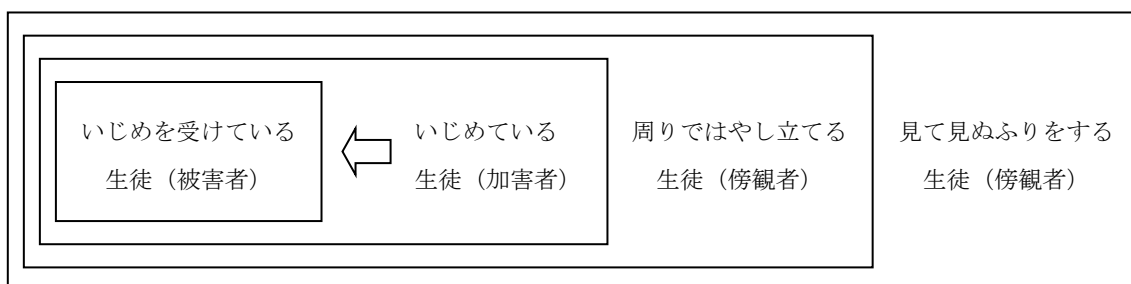 いじめを受けている
生徒（被害者）
いじめている
生徒（加害者）
周りではやし立てる
生徒（傍観者）
見て見ぬふりをする
生徒（傍観者）